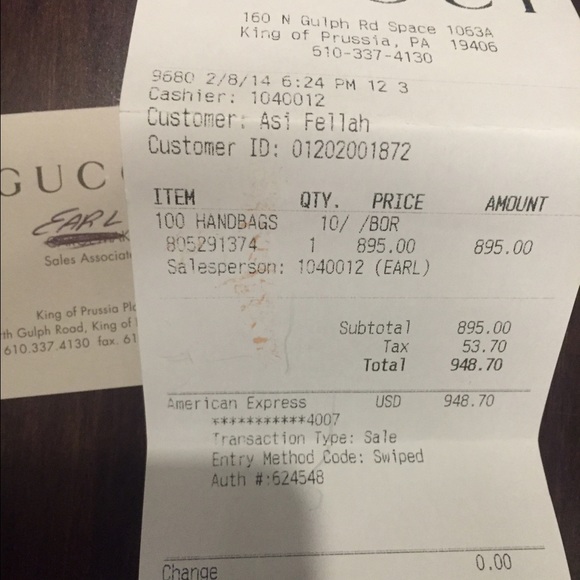 160 N Gulph Rd Space 1063A
King of Prussia, PA 19406
610-337-4130
9680 2/8/14 6:24 PM 12 3
Cashier: 1040012
Customer: Asi Fellah
Customer ID: 01202001872
ITEM QTY. PRICE AMOUNT
100 HANDBAGS 10/ /BOR
805291374 1 895.00 895.00
Salesperson: 1040012 (EARL)
Subtotal 895.00
Tax 53.70
Total 948.70
American Express USD 948.70
***********4007
Transaction Type: Sale
Entry Method Code: Swiped
Auth #:624548
Change 0.00
GUC
EARL
Sales Associate
King of Prussia
th Gulph Road, King of
610.337.4130 fax. 61